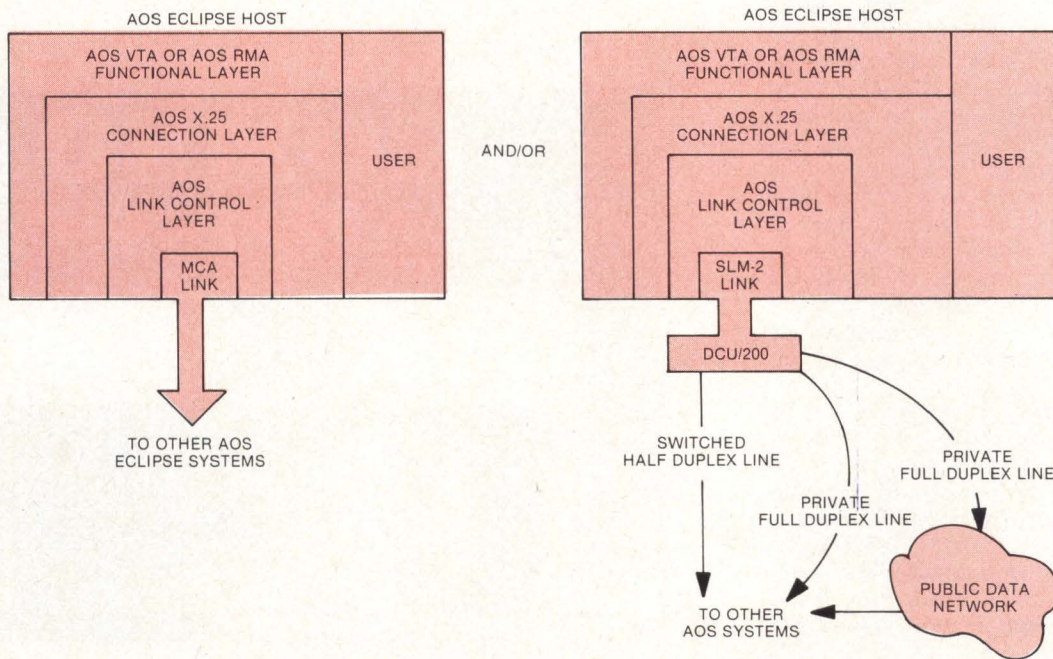 AOS ECLIPSE HOST
AOS VTA OR AOS RMA
FUNCTIONAL LAYER
AOS X.25
CONNECTION LAYER
AOS
LINK CONTROL
LAYER
MCA
LINK
USER
TO OTHER AOS
ECLIPSE SYSTEMS
AND/OR
AOS ECLIPSE HOST
AOS VTA OR AOS RMA
FUNCTIONAL LAYER
AOS X.25
CONNECTION LAYER
AOS
LINK CONTROL
LAYER
SLM-2
LINK
USER
DCU/200
SWITCHED
HALF DUPLEX LINE
PRIVATE
FULL DUPLEX LINE
PRIVATE
FULL DUPLEX LINE
PUBLIC DATA
NETWORK
TO OTHER
AOS SYSTEMS